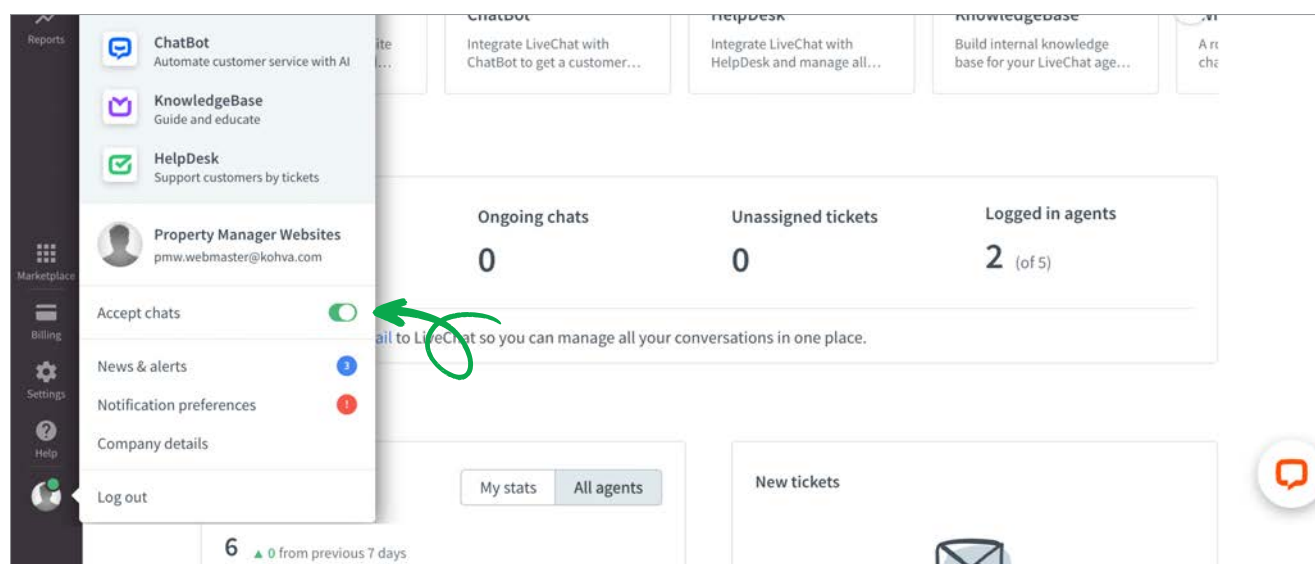 Reports
ChatBot
Automate customer service with AI
KnowledgeBase
Guide and educate
HelpDesk
Support customers by tickets
Property Manager Websites
pmw.webmaster@kohva.com
Accept chats
News & alerts
3
Notification preferences
!
Company details
Log out
Marketplace
Billing
Settings
Help
ChatBot
Integrate LiveChat with
ChatBot to get a customer...
HelpDesk
Integrate LiveChat with
HelpDesk and manage all...
KnowledgeBase
Build internal knowledge
base for your LiveChat age...
Ongoing chats
0
Unassigned tickets
0
Logged in agents
2 (of 5)
to LiveChat so you can manage all your conversations in one place.
My stats
All agents
6 ▲ 0 from previous 7 days
New tickets